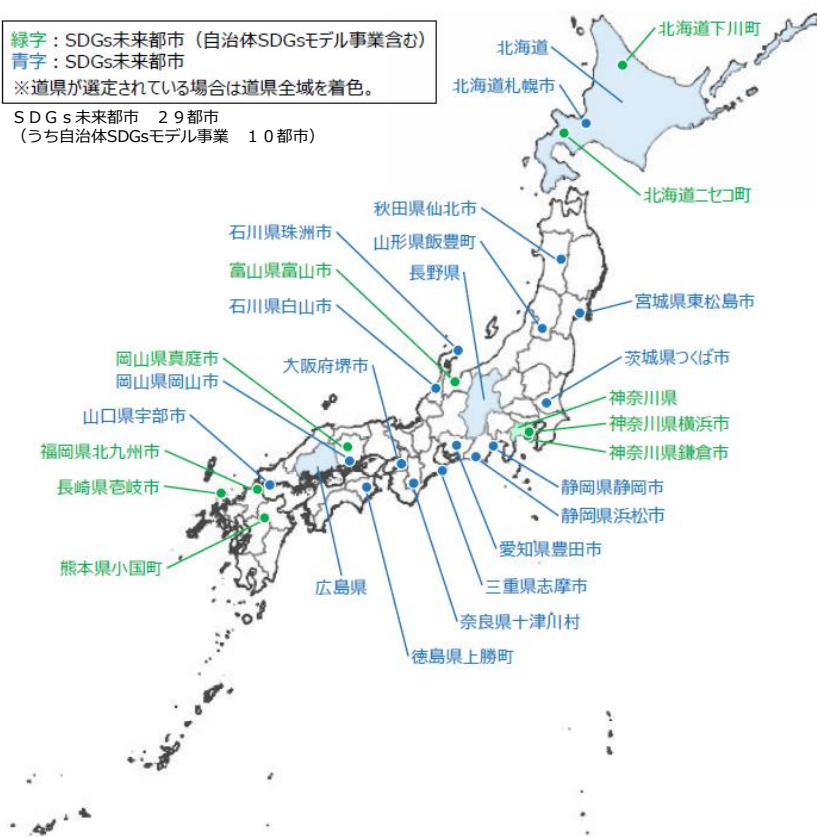 緑字：SDGs未来都市（自治体SDGsモデル事業含む）
青字：SDGs未来都市
※道県が選定されている場合は道県全域を着色。
ＳＤＧｓ未来都市　２９都市
（うち自治体SDGsモデル事業　１０都市）
北海道下川町
北海道
北海道札幌市
北海道ニセコ町
秋田県仙北市
石川県珠洲市
山形県飯豊町
富山県富山市
長野県
石川県白山市
宮城県東松島市
岡山県真庭市
大阪府堺市
茨城県つくば市
岡山県岡山市
神奈川県
山口県宇部市
神奈川県横浜市
福岡県北九州市
神奈川県鎌倉市
長崎県壱岐市
静岡県静岡市
静岡県浜松市
愛知県豊田市
熊本県小国町
広島県
三重県志摩市
奈良県十津川村
徳島県上勝町